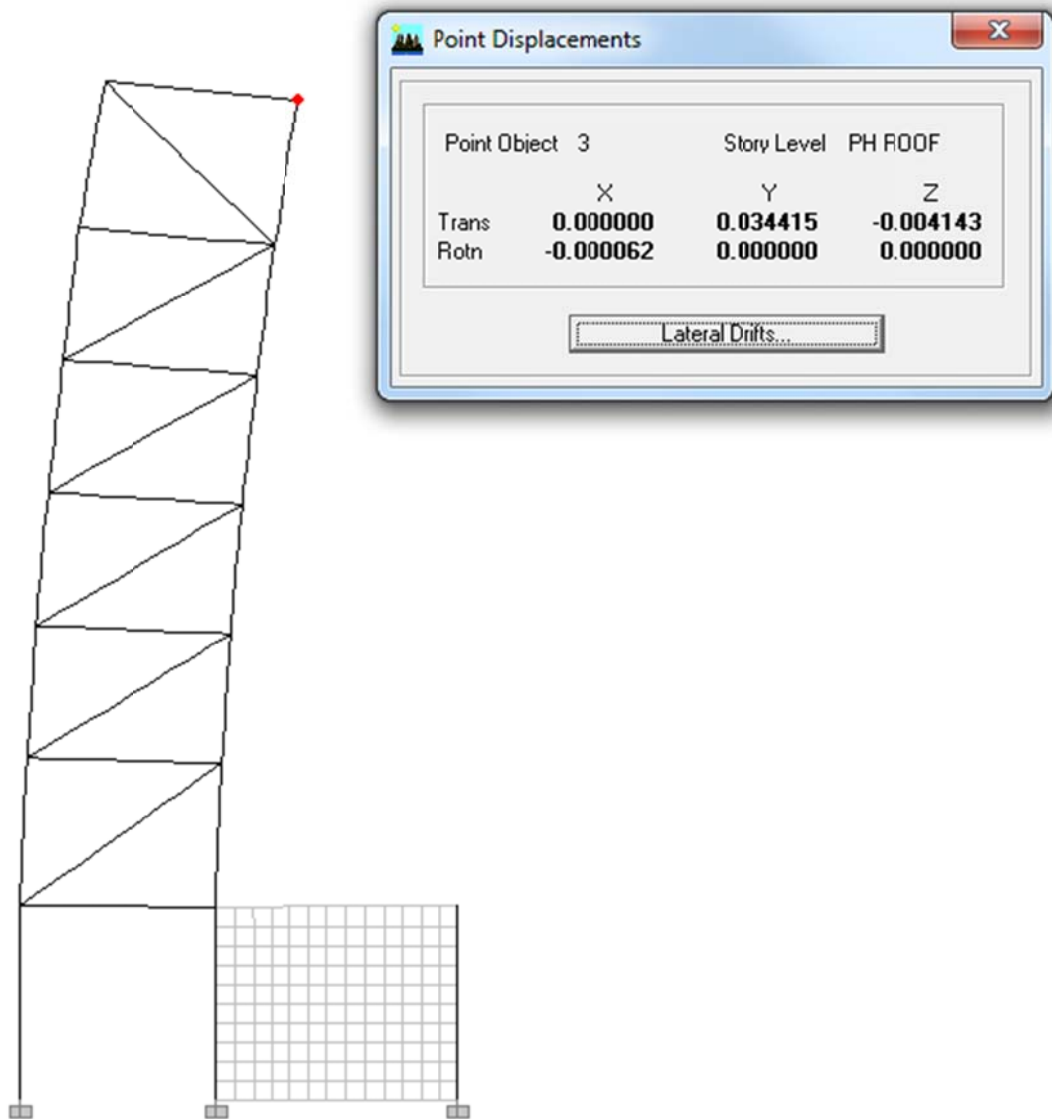 Point Displacements
Point Object 3 Story Level PH ROOF
X Y Z
Trans 0.000000 0.034415 -0.004143
Rotn -0.000062 0.000000 0.000000
Lateral Drifts...